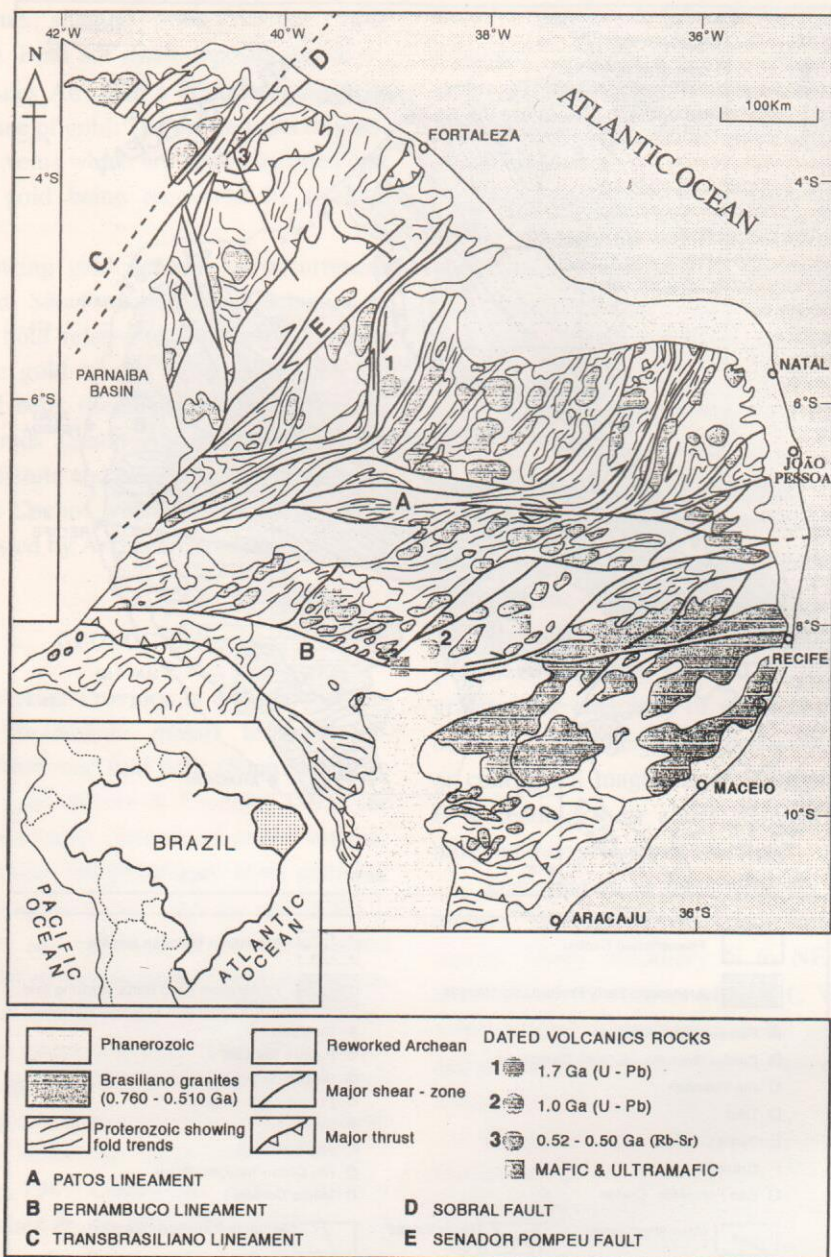 42°W
40°W
38°W
36°W
N
D
ATLANTIC OCEAN
100Km
FORTALEZA
3
4°S
4°S
C
E
1
PARNAIBA
BASIN
NATAL
6°S
6°S
JOÃO
PESSOA
A
8°S
B
2
RECIFE
MACEIO
10°S
BRAZIL
PACIFIC
OCEAN
ATLANTIC
OCEAN
36°S
ARACAJU
Phanerozoic
Brasiliano granites
(0.760 - 0.510 Ga)
Proterozoic showing
fold trends
Reworked Archean
Major shear - zone
Major thrust
DATED VOLCANICS ROCKS
1 1.7 Ga (U - Pb)
2 1.0 Ga (U - Pb)
3 0.52 - 0.50 Ga (Rb-Sr)
MAFIC & ULTRAMAFIC
A PATOS LINEAMENT
B PERNAMBUCO LINEAMENT
C TRANSBRASILIANO LINEAMENT
D SOBRAL FAULT
E SENADOR POMPEU FAULT